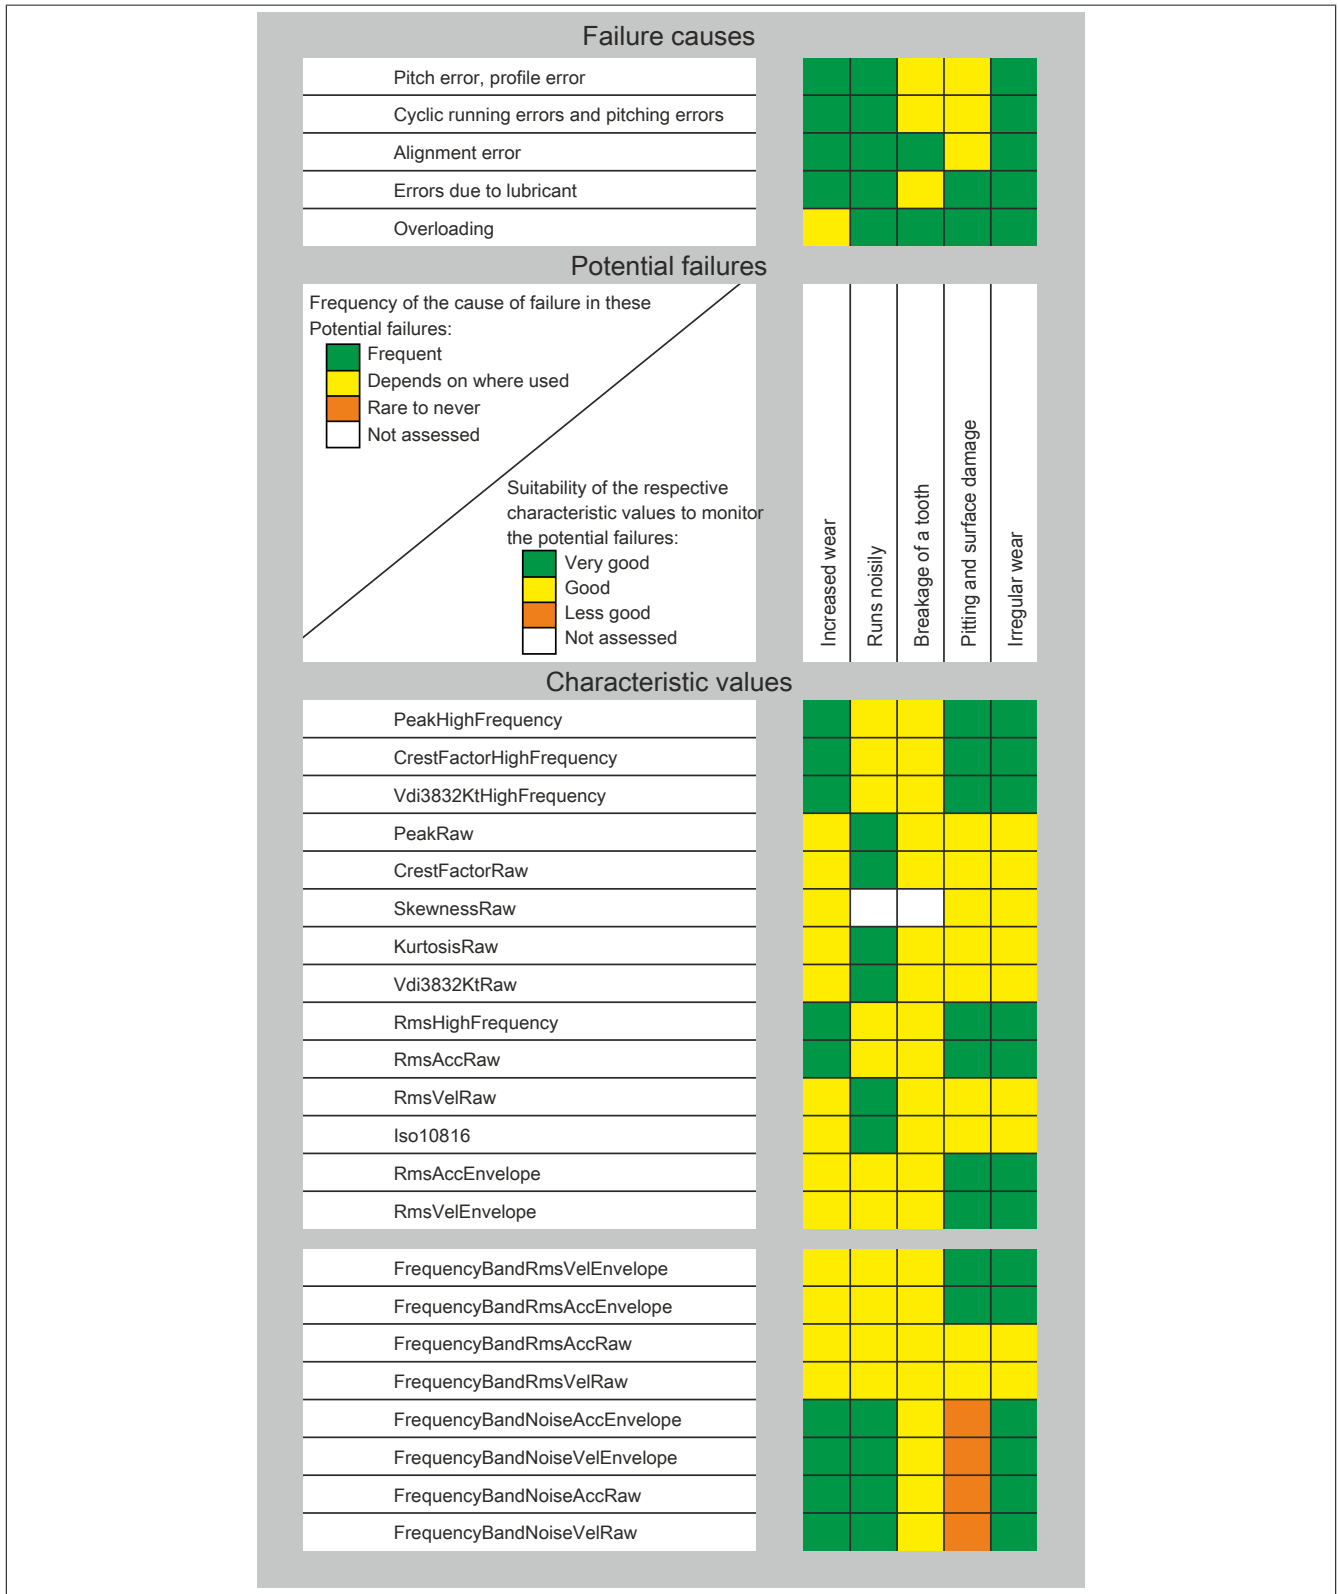 Failure causes
Pitch error, profile error
Cyclic running errors and pitching errors
Alignment error
Errors due to lubricant
Overloading
Potential failures
Frequency of the cause of failure in these
Potential failures:
Frequent
Depends on where used
Rare to never
Not assessed
Suitability of the respective
characteristic values to monitor
the potential failures:
Very good
Good
Less good
Not assessed
Increased wear
Runs noisily
Breakage of a tooth
Pitting and surface damage
Irregular wear
Characteristic values
PeakHighFrequency
CrestFactorHighFrequency
Vdi3832KtHighFrequency
PeakRaw
CrestFactorRaw
SkewnessRaw
KurtosisRaw
Vdi3832KtRaw
RmsHighFrequency
RmsAccRaw
RmsVelRaw
Iso10816
RmsAccEnvelope
RmsVelEnvelope
FrequencyBandRmsVelEnvelope
FrequencyBandRmsAccEnvelope
FrequencyBandRmsAccRaw
FrequencyBandRmsVelRaw
FrequencyBandNoiseAccEnvelope
FrequencyBandNoiseVelEnvelope
FrequencyBandNoiseAccRaw
FrequencyBandNoiseVelRaw